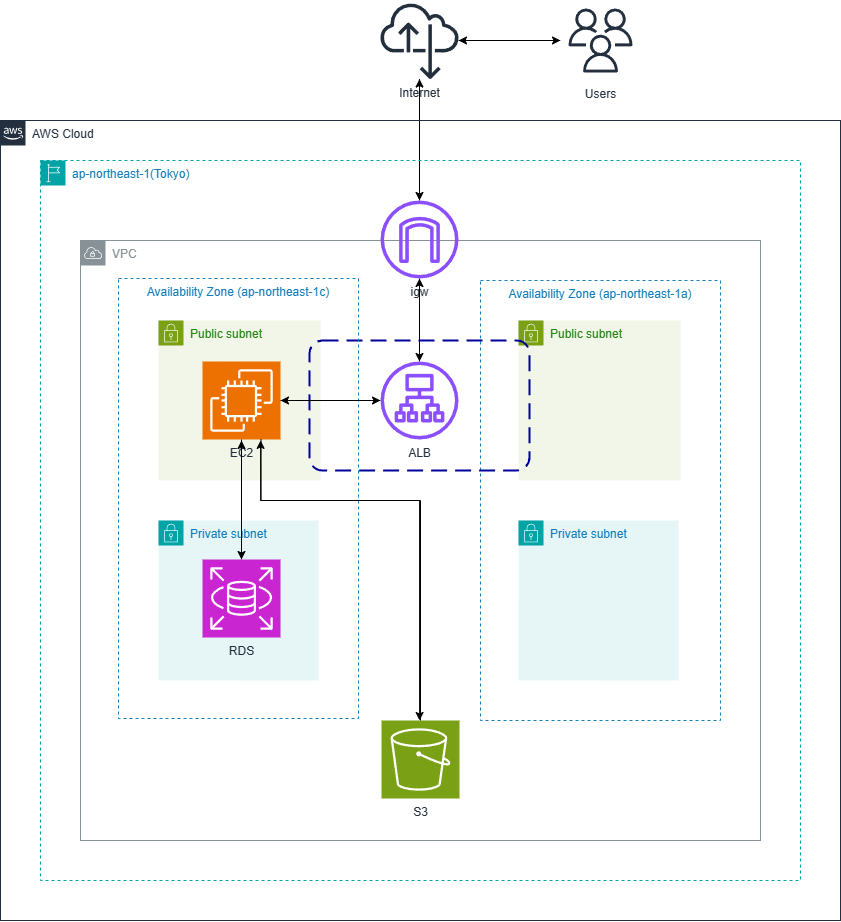 Internet
Users
aws
AWS Cloud
ap-northeast-1(Tokyo)
igw
VPC
Availability Zone (ap-northeast-1c)
Availability Zone (ap-northeast-1a)
Public subnet
Public subnet
EC2
ALB
Private subnet
Private subnet
RDS
S3